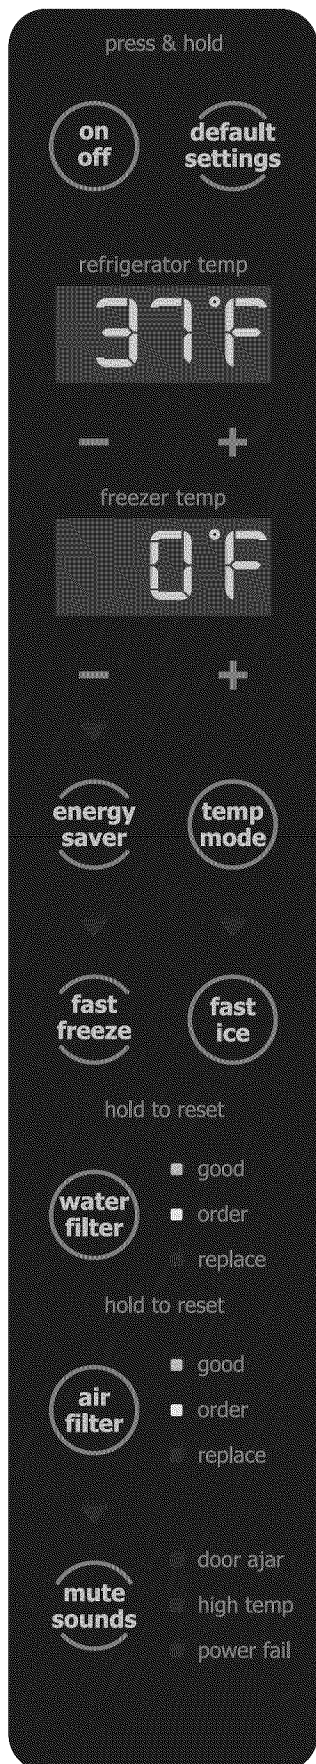 press & hold
on
off
default
settings
refrigerator temp
37°F
− +
freezer temp
0°F
− +
energy
saver
temp
mode
fast
freeze
fast
ice
hold to reset
water
filter
good
order
replace
hold to reset
air
filter
good
order
replace
mute
sounds
door ajar
high temp
power fail